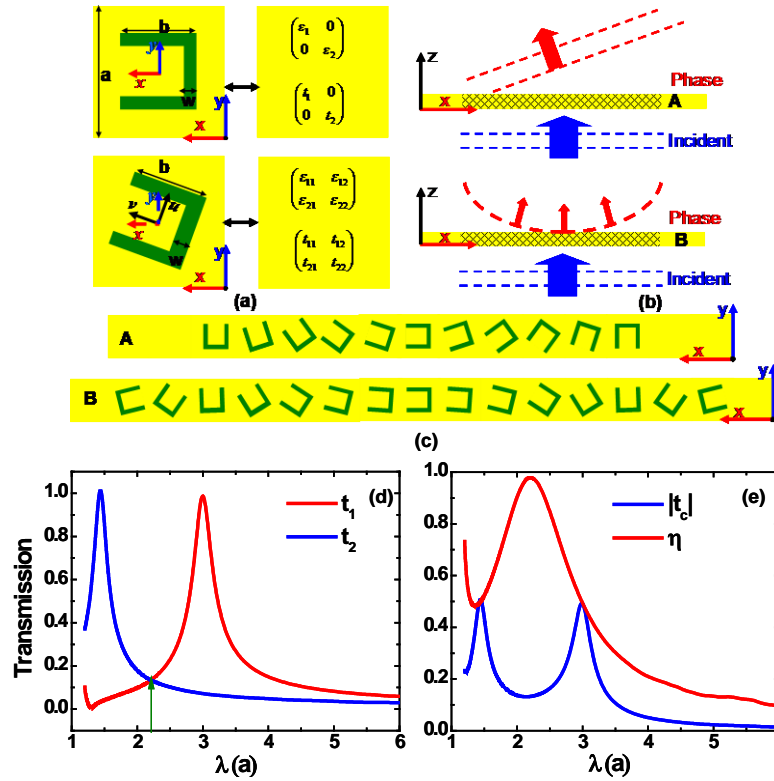 b
a
y
x
w
y
x
ε₁ 0
0 ε₂
t₁ 0
0 t₂
z
Phase
x
A
Incident
b
ν
y
u
x
w
y
x
ε₁₁ ε₁₂
ε₂₁ ε₂₂
t₁₁ t₁₂
t₂₁ t₂₂
z
Phase
x
B
Incident
(a)
(b)
A
y
x
B
y
x
(c)
(d)
t₁
t₂
Transmission
1.0
0.8
0.6
0.4
0.2
0.0
1 2 3 4 5 6
λ(a)
(e)
|t_c|
η
1.0
0.8
0.6
0.4
0.2
0.0
1 2 3 4 5
λ(a)